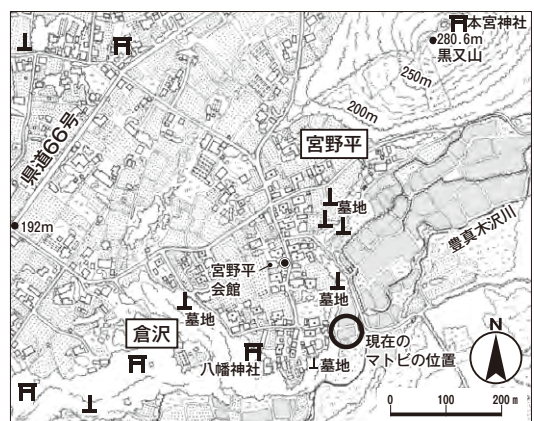 本宮神社
280.6m
黒又山
250m
200m
県道66号
宮野平
墓地
豊真木沢川
192m
宮野平
会館
墓地
墓地
倉沢
現在の
マトビの位置
八幡神社
墓地
N
0 100 200 m